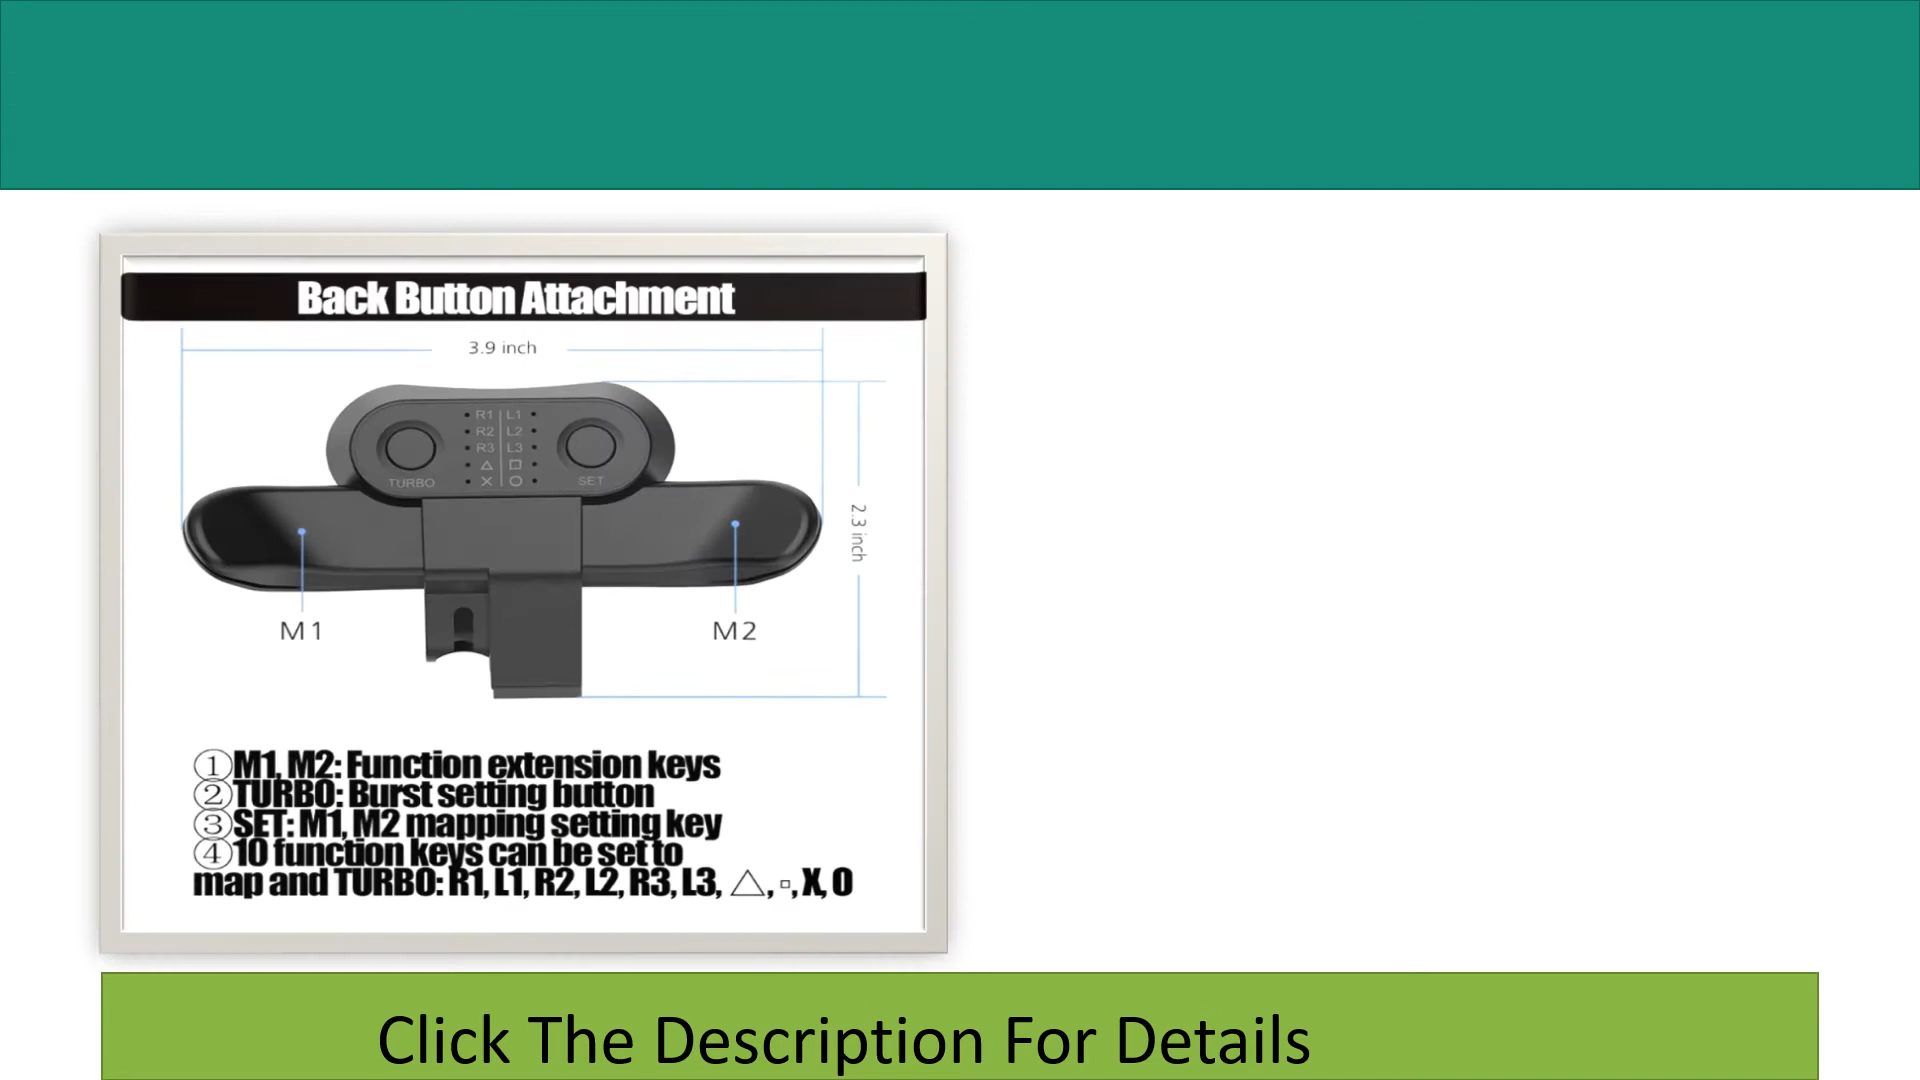 Back Button Attachment
3.9 inch
R1 L1
R2 L2
R3 L3
△ □
TURBO X O SET
2.3 inch
M1 M2
①M1, M2: Function extension keys
②TURBO: Burst setting button
③SET: M1, M2 mapping setting key
④10 function keys can be set to
map and TURBO: R1, L1, R2, L2, R3, L3, △, ▫, X, O
Click The Description For Details